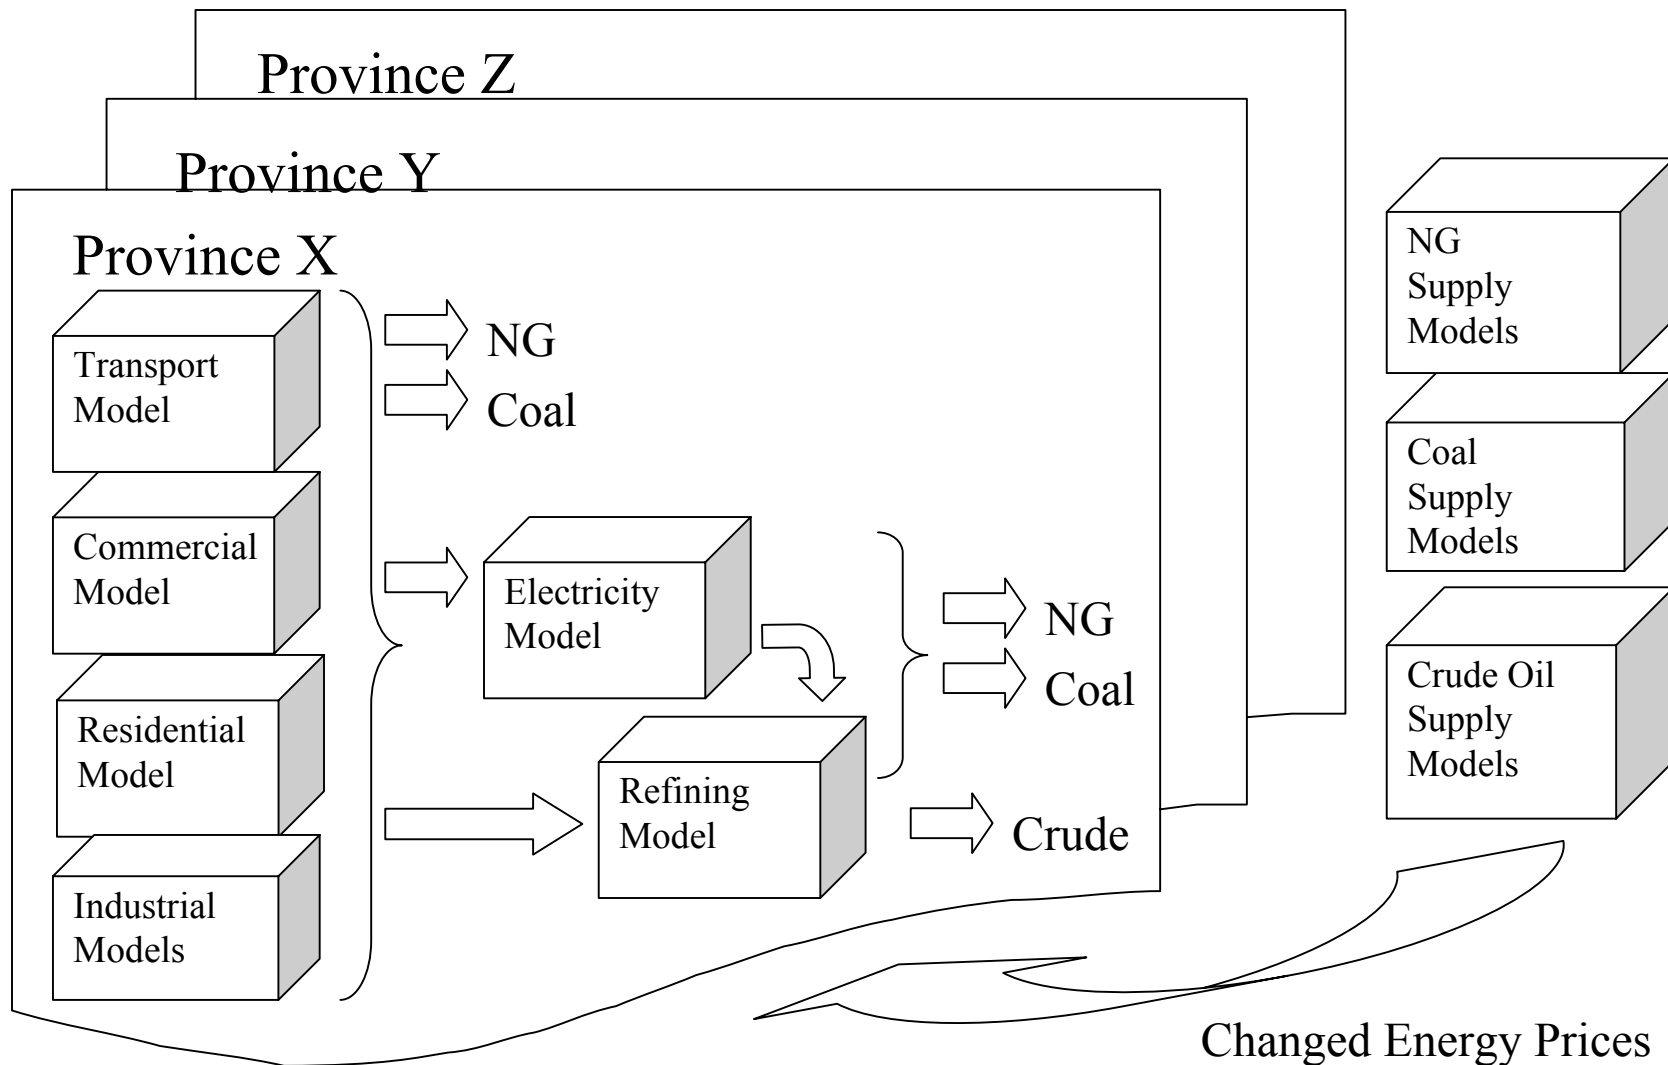 Province Z
Province Y
Province X
Transport
Model
Commercial
Model
Residential
Model
Industrial
Models
NG
Coal
Electricity
Model
Refining
Model
NG
Coal
Crude
NG
Supply
Models
Coal
Supply
Models
Crude Oil
Supply
Models
Changed Energy Prices